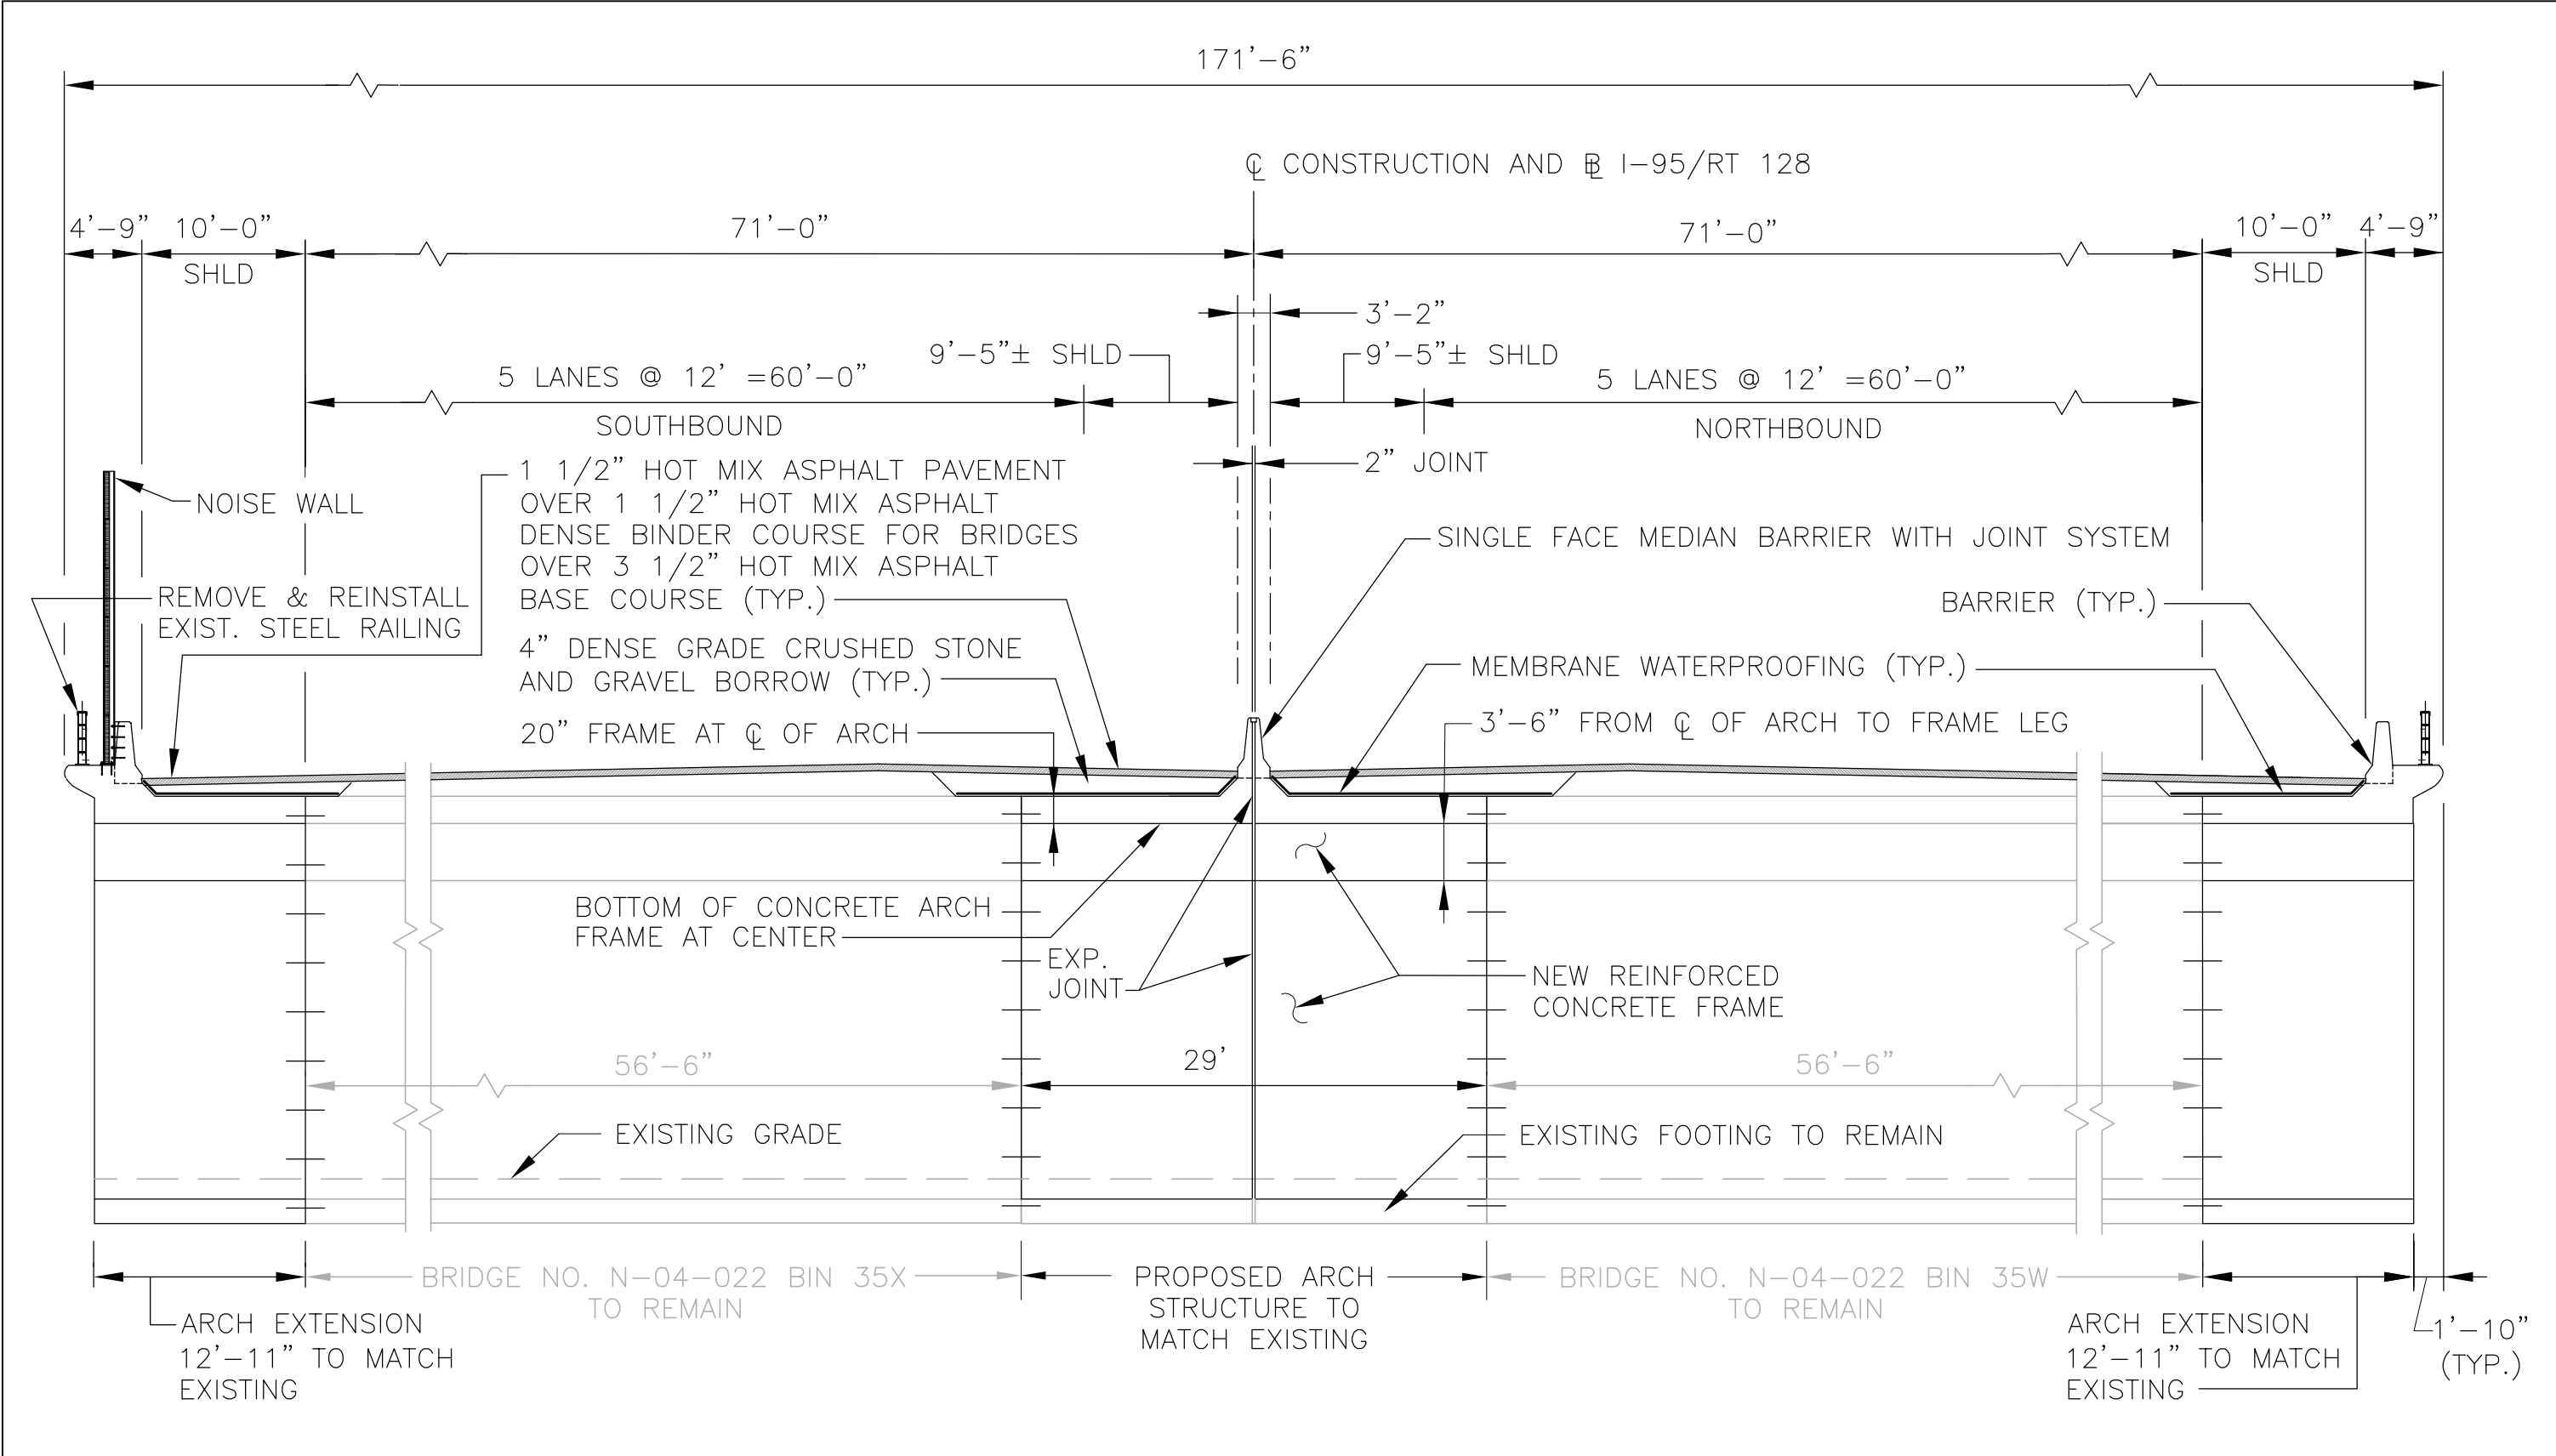 171'-6"
℄ CONSTRUCTION AND ⅊ I-95/RT 128
4'-9" 10'-0" 71'-0" 71'-0" 10'-0" 4'-9"
SHLD SHLD
3'-2"
9'-5"± SHLD 9'-5"± SHLD
5 LANES @ 12' =60'-0" 5 LANES @ 12' =60'-0"
SOUTHBOUND NORTHBOUND
2" JOINT
NOISE WALL
1 1/2" HOT MIX ASPHALT PAVEMENT
OVER 1 1/2" HOT MIX ASPHALT
DENSE BINDER COURSE FOR BRIDGES
OVER 3 1/2" HOT MIX ASPHALT
BASE COURSE (TYP.)
SINGLE FACE MEDIAN BARRIER WITH JOINT SYSTEM
REMOVE & REINSTALL
EXIST. STEEL RAILING
BARRIER (TYP.)
4" DENSE GRADE CRUSHED STONE
AND GRAVEL BORROW (TYP.)
MEMBRANE WATERPROOFING (TYP.)
20" FRAME AT ℄ OF ARCH
3'-6" FROM ℄ OF ARCH TO FRAME LEG
BOTTOM OF CONCRETE ARCH
FRAME AT CENTER
EXP.
JOINT
NEW REINFORCED
CONCRETE FRAME
56'-6" 29' 56'-6"
EXISTING GRADE
EXISTING FOOTING TO REMAIN
BRIDGE NO. N-04-022 BIN 35X
TO REMAIN
PROPOSED ARCH
STRUCTURE TO
MATCH EXISTING
BRIDGE NO. N-04-022 BIN 35W
TO REMAIN
ARCH EXTENSION
12'-11" TO MATCH
EXISTING
ARCH EXTENSION
12'-11" TO MATCH
EXISTING
1'-10"
(TYP.)